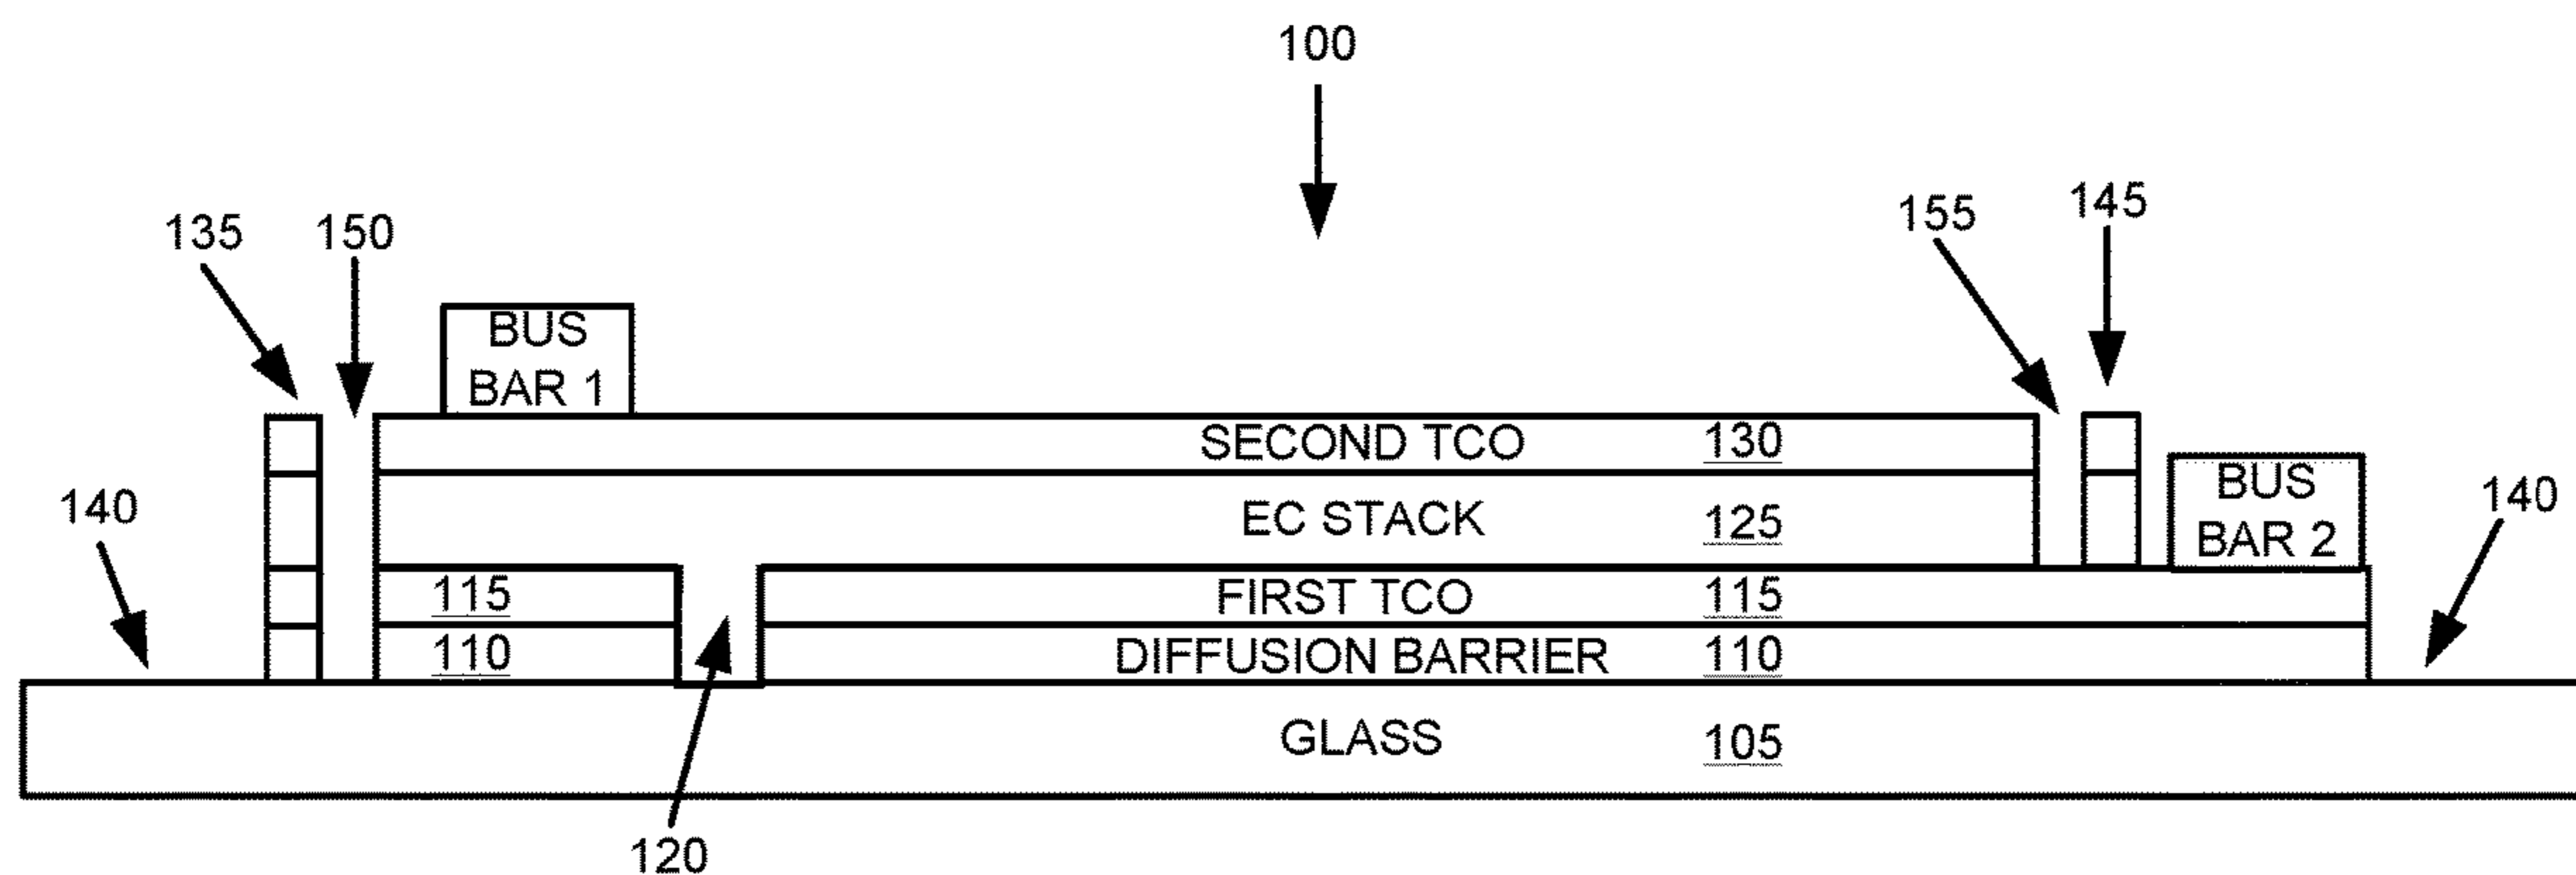 100
135
150
155
145
BUS
BAR 1
SECOND TCO 130
140
EC STACK 125
BUS
BAR 2
140
115
FIRST TCO 115
110
DIFFUSION BARRIER 110
GLASS 105
120